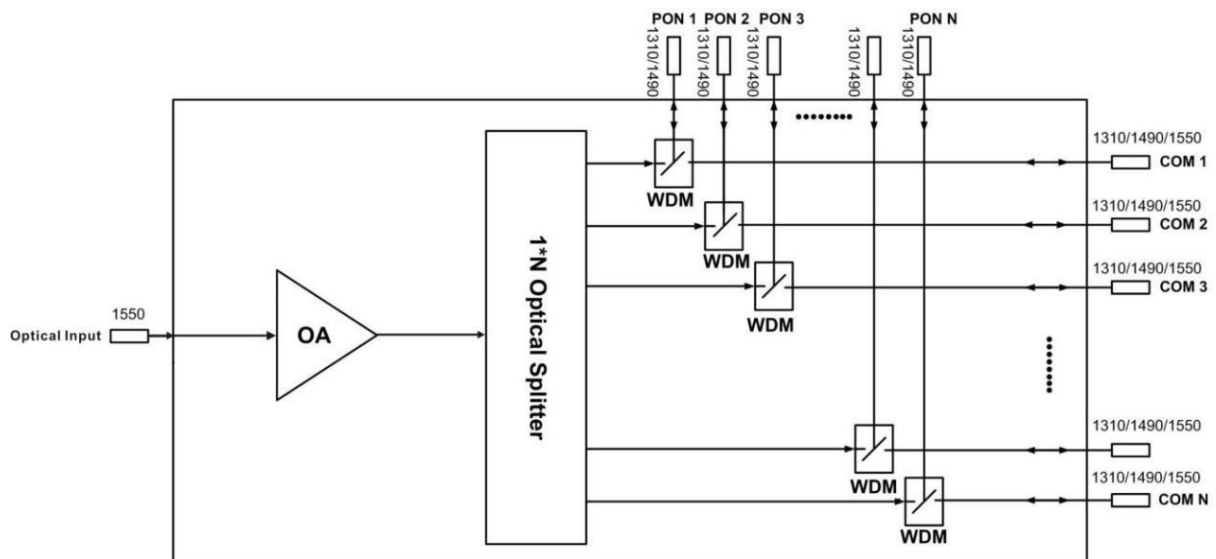 PON 1 PON 2 PON 3 PON N
1310/1490
1310/1490
1310/1490
1310/1490
1310/1490
1310/1490/1550
COM 1
WDM
1310/1490/1550
COM 2
WDM
1310/1490/1550
COM 3
WDM
1550
Optical Input
OA
1*N Optical Splitter
1310/1490/1550
WDM
1310/1490/1550
COM N
WDM